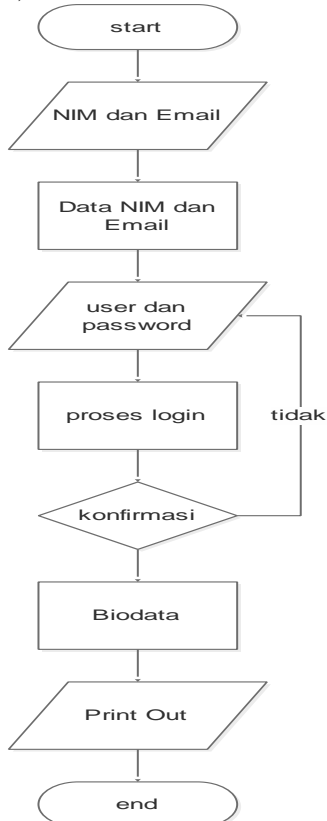 start
NIM dan Email
Data NIM dan
Email
user dan
password
proses login
tidak
konfirmasi
Biodata
Print Out
end